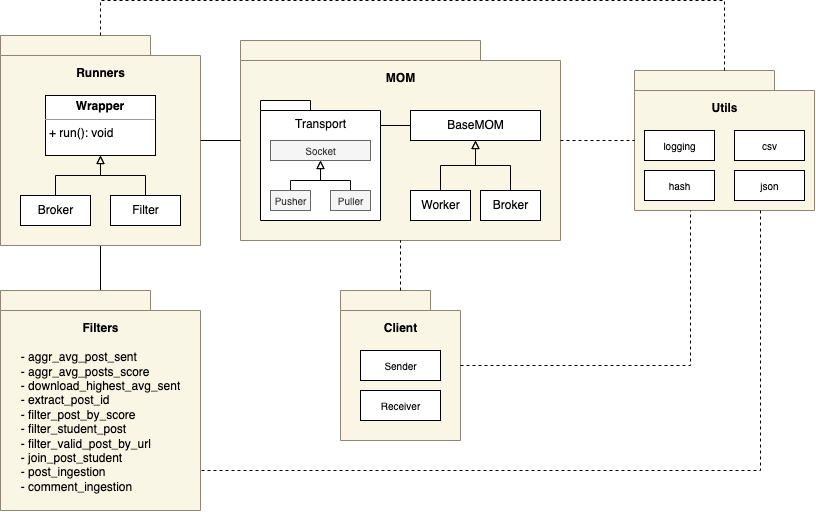 Runners
Wrapper
+ run(): void
Broker
Filter
MOM
Transport
Socket
Pusher
Puller
BaseMOM
Worker
Broker
Utils
logging
csv
hash
json
Filters
- aggr_avg_post_sent
- aggr_avg_posts_score
- download_highest_avg_sent
- extract_post_id
- filter_post_by_score
- filter_student_post
- filter_valid_post_by_url
- join_post_student
- post_ingestion
- comment_ingestion
Client
Sender
Receiver